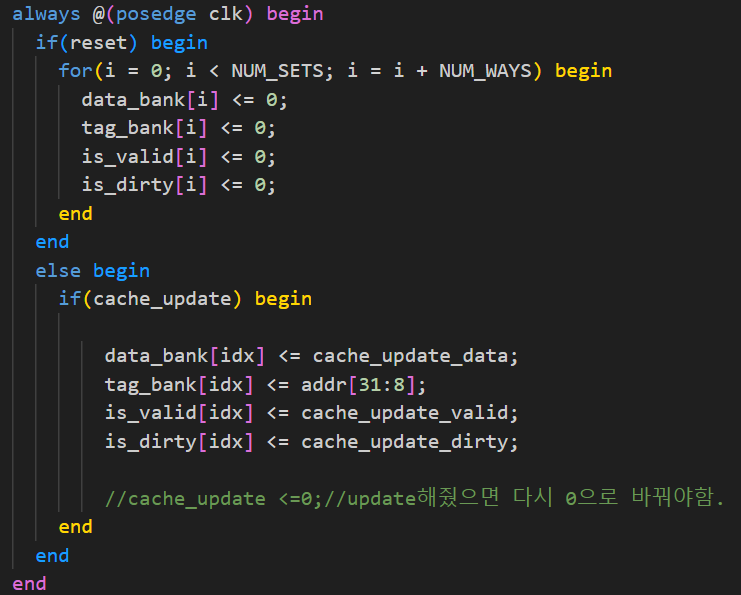 always @(posedge clk) begin
if(reset) begin
for(i = 0; i < NUM_SETS; i = i + NUM_WAYS) begin
data_bank[i] <= 0;
tag_bank[i] <= 0;
is_valid[i] <= 0;
is_dirty[i] <= 0;
end
end
else begin
if(cache_update) begin
data_bank[idx] <= cache_update_data;
tag_bank[idx] <= addr[31:8];
is_valid[idx] <= cache_update_valid;
is_dirty[idx] <= cache_update_dirty;
//cache_update <=0;//update해줬으면 다시 0으로 바꿔야함.
end
end
end